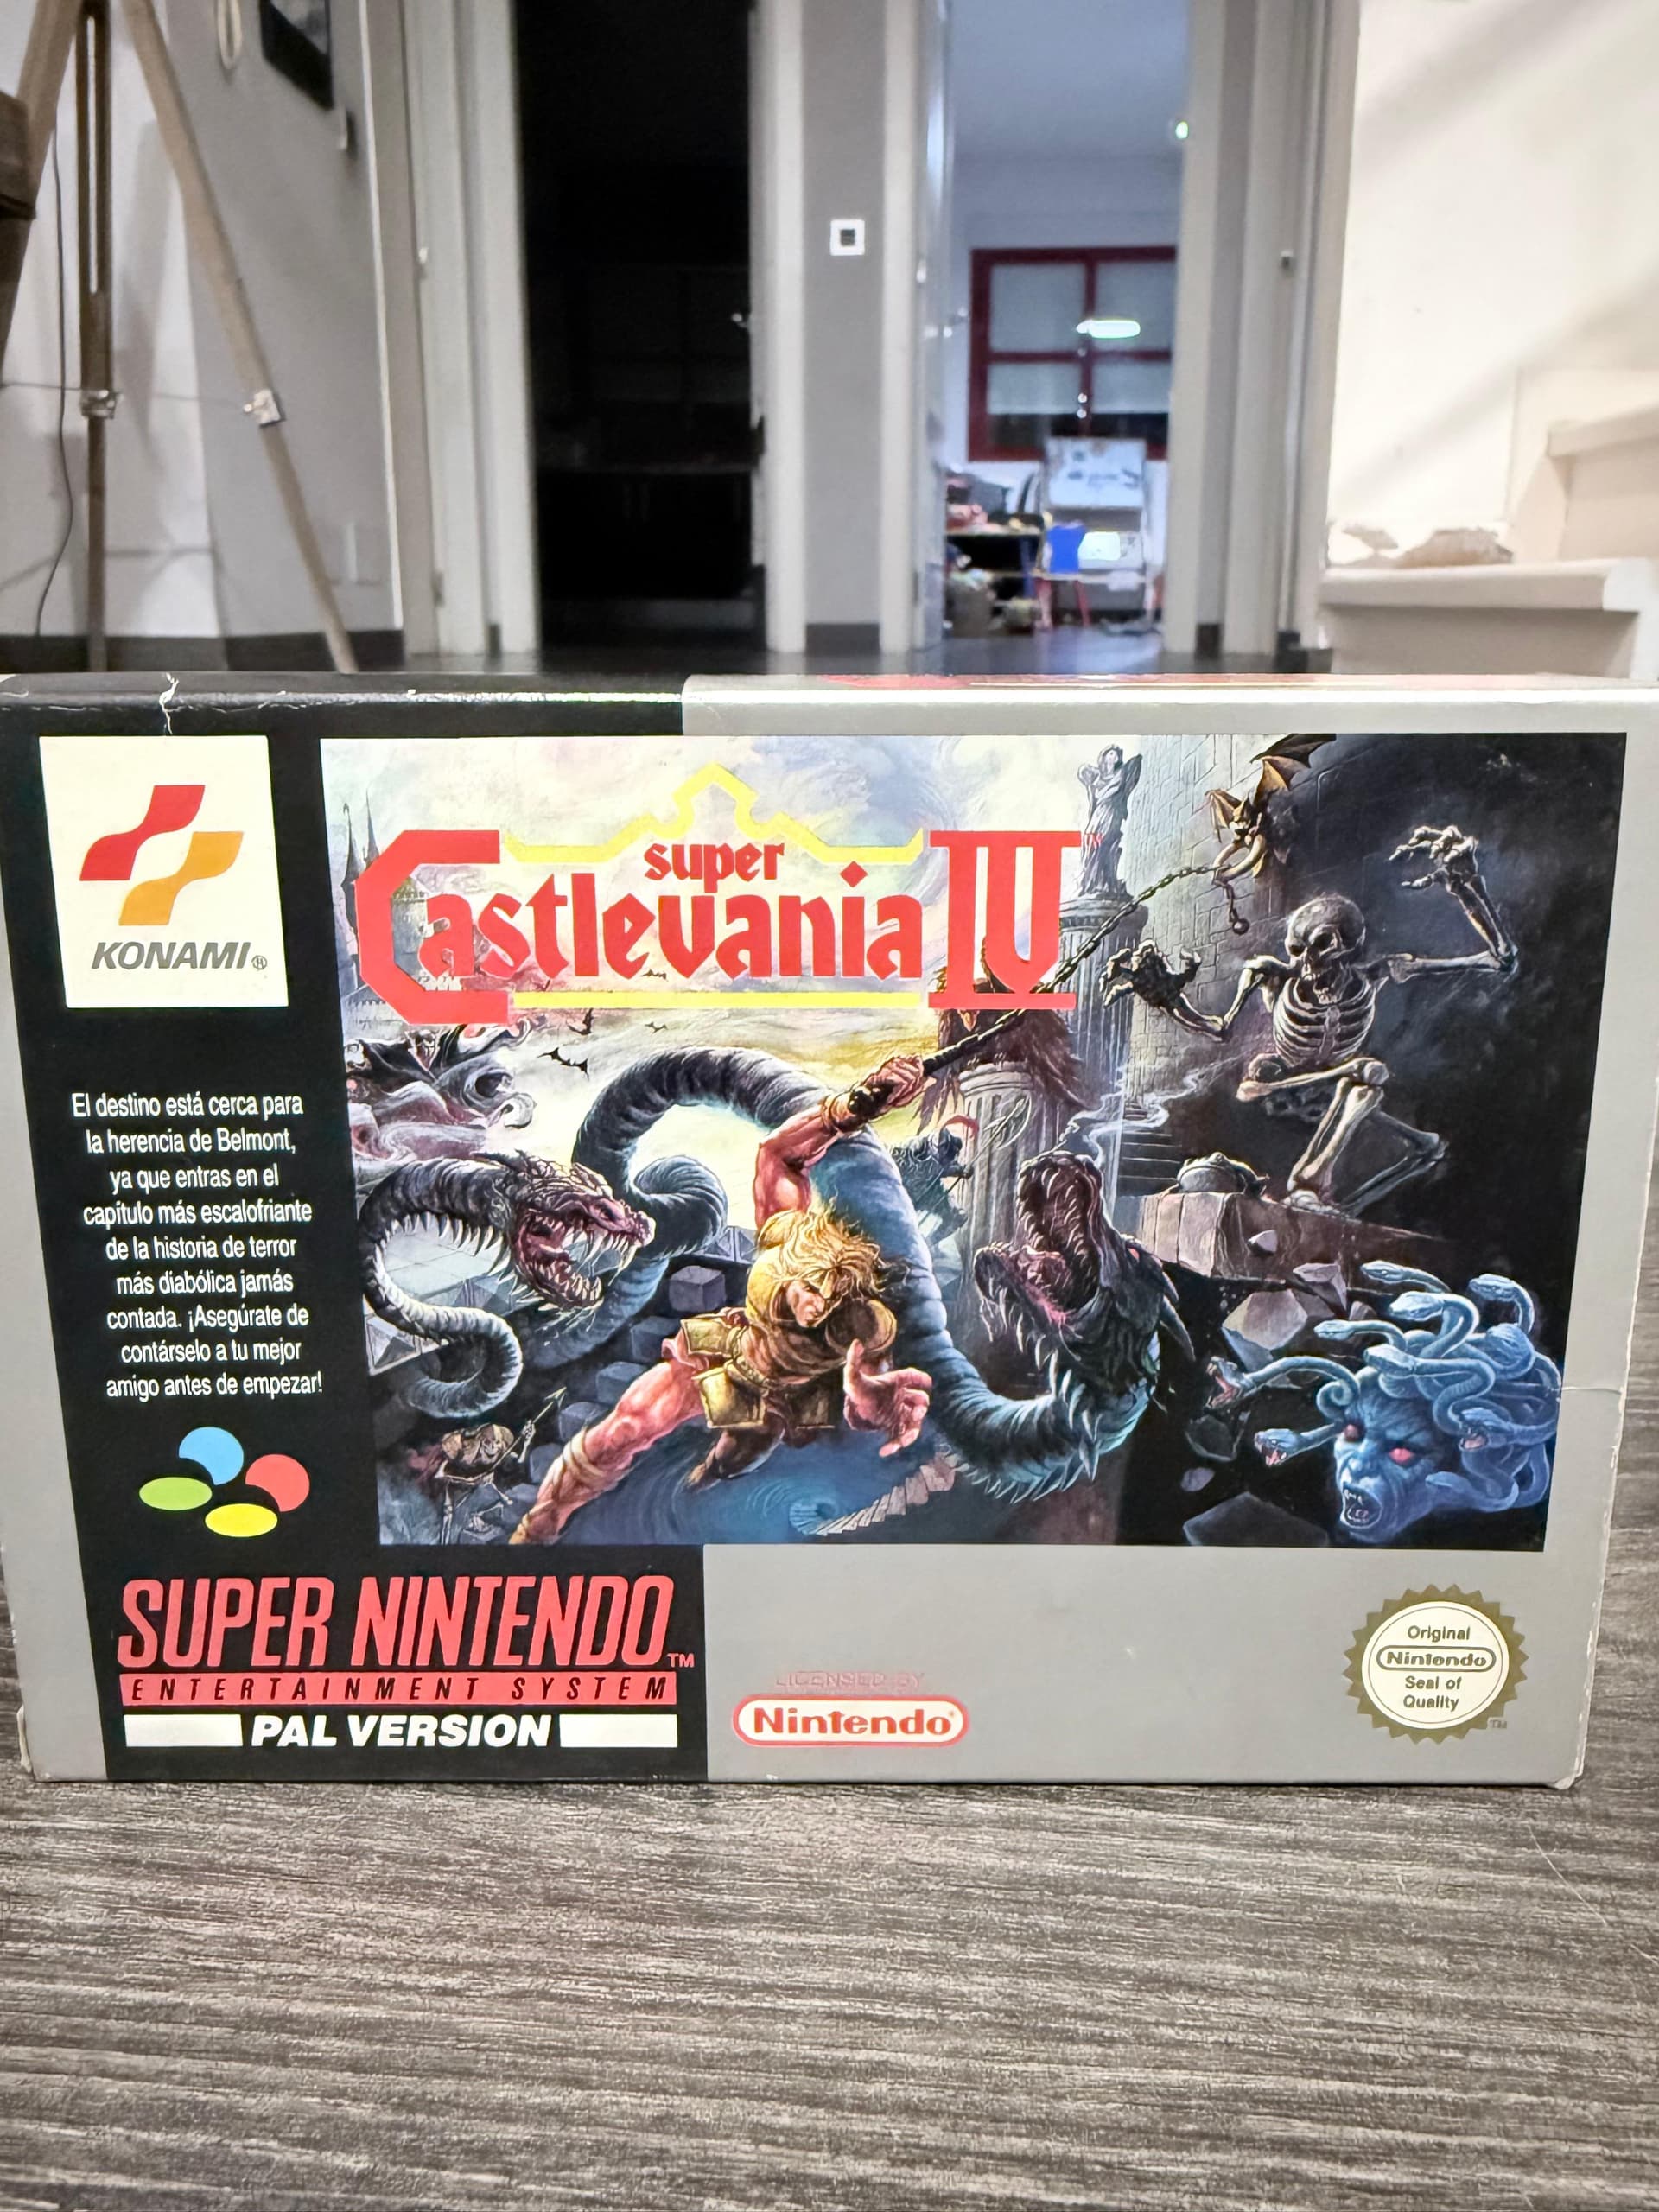 KONAMI®
super
Castlevania IV
El destino está cerca para
la herencia de Belmont,
ya que entras en el
capítulo más escalofriante
de la historia de terror
más diabólica jamás
contada. ¡Asegúrate de
contárselo a tu mejor
amigo antes de empezar!
SUPER NINTENDO™
ENTERTAINMENT SYSTEM
PAL VERSION
LICENSED BY
Nintendo®
Original
Nintendo
Seal of
Quality
™